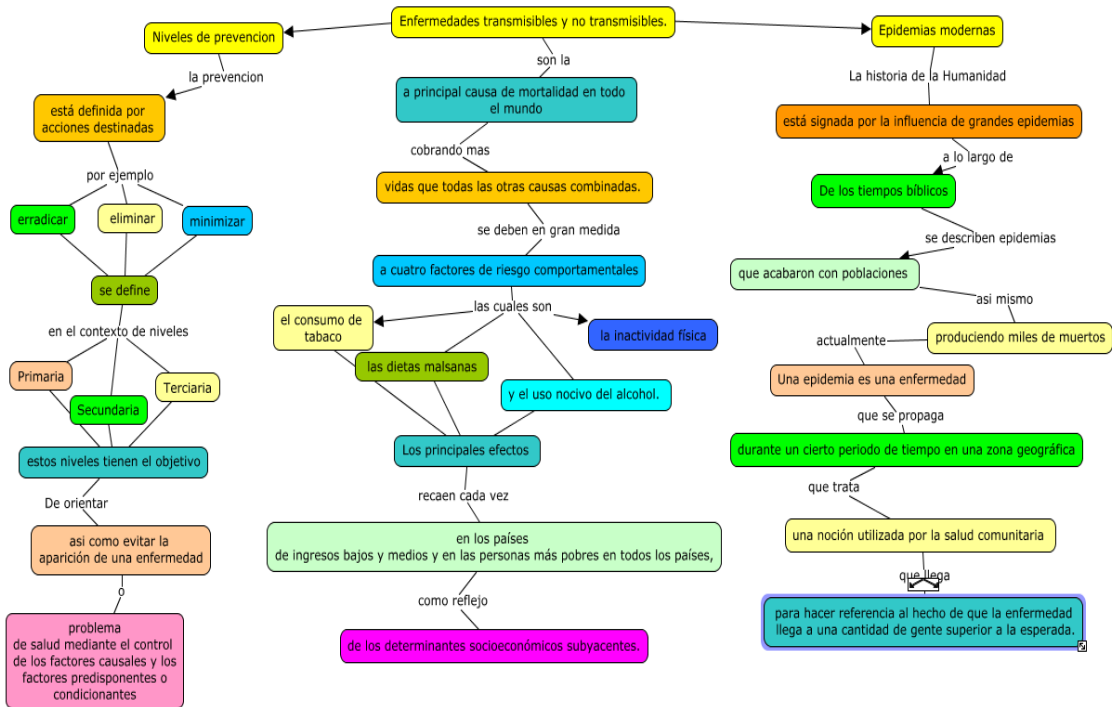 Enfermedades transmisibles y no transmisibles.
Niveles de prevencion
la prevencion
está definida por
acciones destinadas
por ejemplo
erradicar
eliminar
minimizar
se define
en el contexto de niveles
Primaria
Secundaria
Terciaria
estos niveles tienen el objetivo
De orientar
asi como evitar la
aparición de una enfermedad
o
problema
de salud mediante el control
de los factores causales y los
factores predisponentes o
condicionantes
son la
a principal causa de mortalidad en todo
el mundo
cobrando mas
vidas que todas las otras causas combinadas.
se deben en gran medida
a cuatro factores de riesgo comportamentales
las cuales son
el consumo de
tabaco
la inactividad física
las dietas malsanas
y el uso nocivo del alcohol.
Los principales efectos
recaen cada vez
en los países
de ingresos bajos y medios y en las personas más pobres en todos los países,
como reflejo
de los determinantes socioeconómicos subyacentes.
Epidemias modernas
La historia de la Humanidad
está signada por la influencia de grandes epidemias
a lo largo de
De los tiempos bíblicos
se describen epidemias
que acabaron con poblaciones
asi mismo
produciendo miles de muertos
actualmente
Una epidemia es una enfermedad
que se propaga
durante un cierto periodo de tiempo en una zona geográfica
que trata
una noción utilizada por la salud comunitaria
que llega
para hacer referencia al hecho de que la enfermedad
llega a una cantidad de gente superior a la esperada.